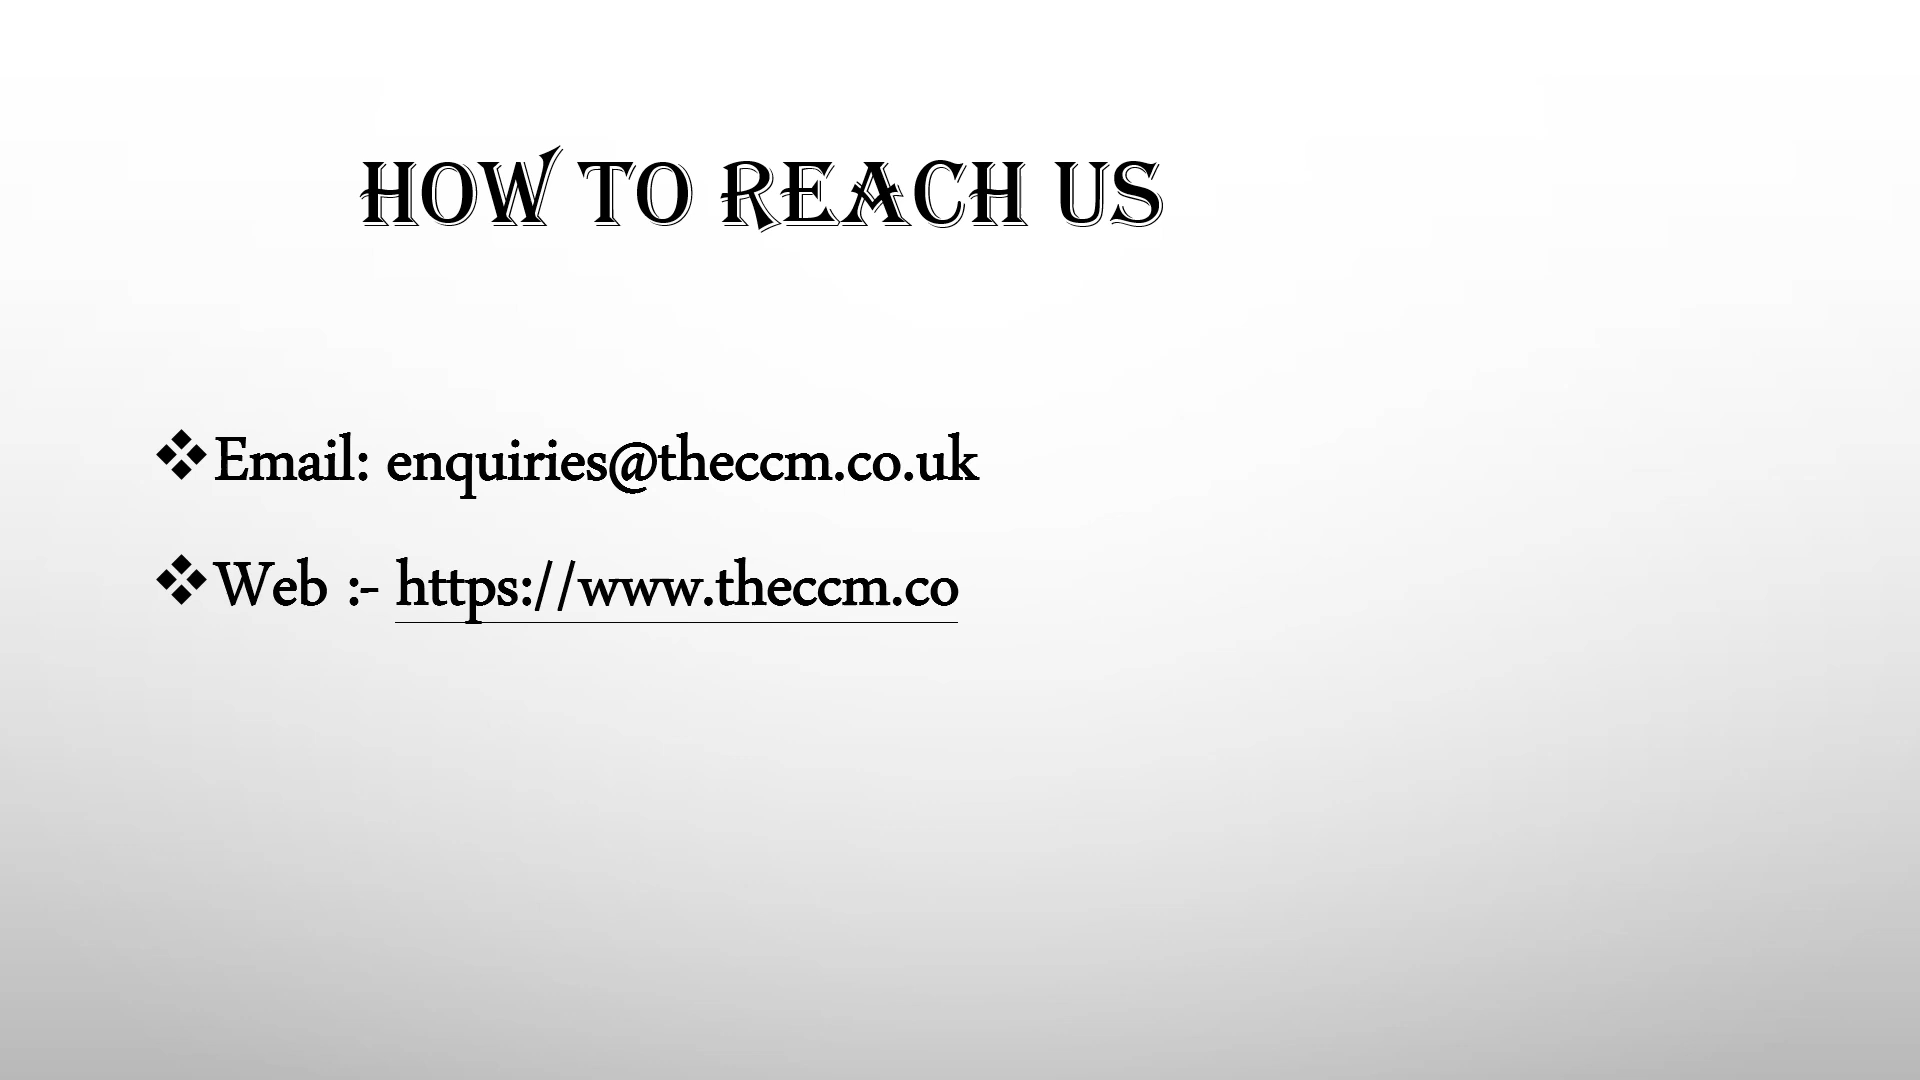 HOW TO REACH US
❖Email: enquiries@theccm.co.uk
❖Web :- https://www.theccm.co